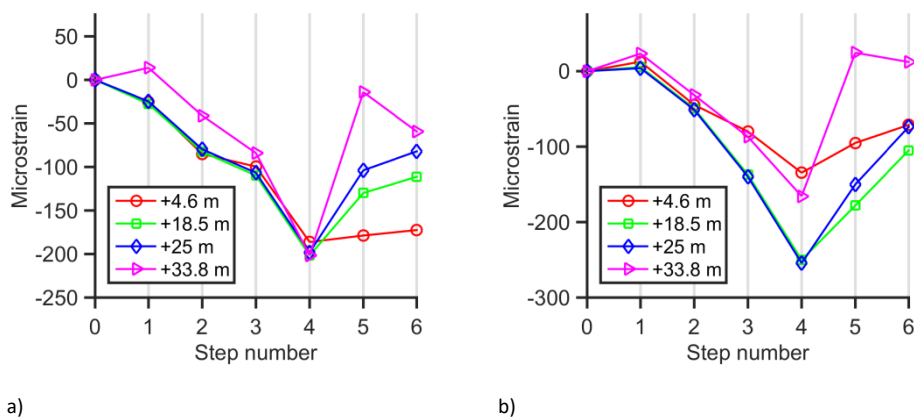 50
0
-50
-100
-150
-200
-250
Microstrain
+4.6 m
+18.5 m
+25 m
+33.8 m
0 1 2 3 4 5 6
Step number
a)
0
-100
-200
-300
Microstrain
+4.6 m
+18.5 m
+25 m
+33.8 m
0 1 2 3 4 5 6
Step number
b)